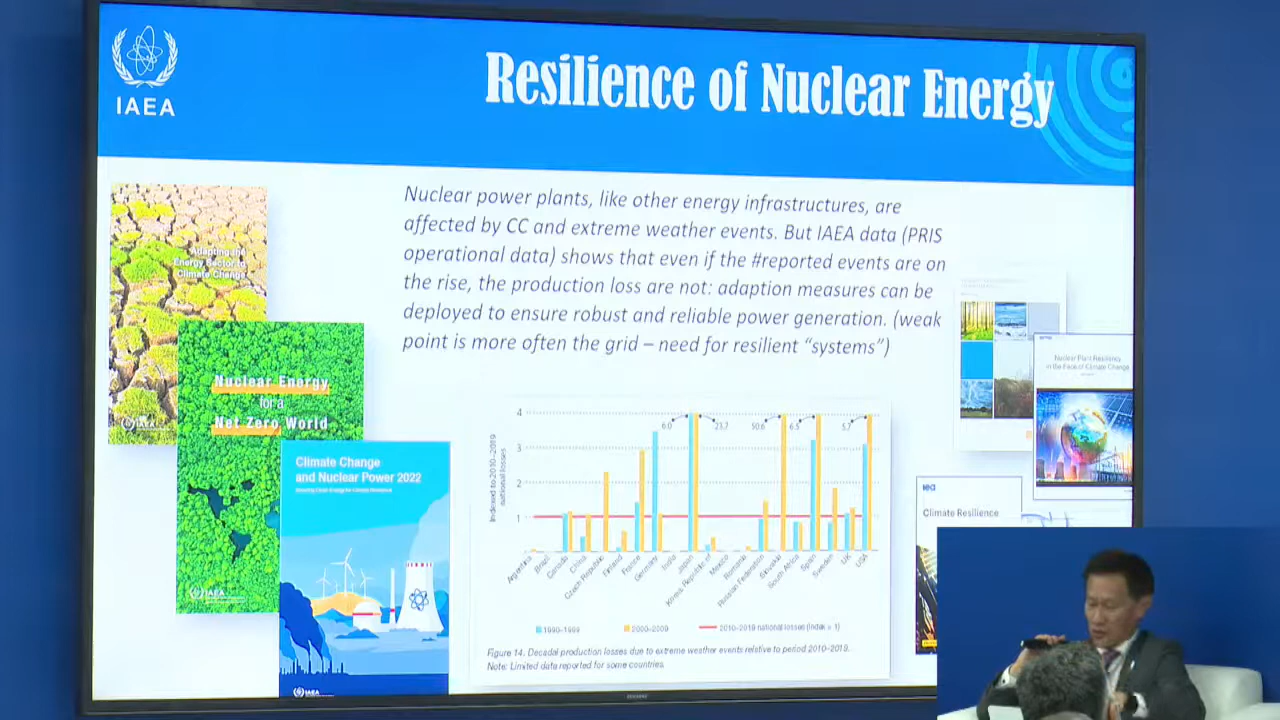 IAEA
Resilience of Nuclear Energy
Nuclear power plants, like other energy infrastructures, are
affected by CC and extreme weather events. But IAEA data (PRIS
operational data) shows that even if the #reported events are on
the rise, the production loss are not: adaption measures can be
deployed to ensure robust and reliable power generation. (weak
point is more often the grid – need for resilient “systems”)
Adapting the
Energy Sector to
Climate Change
IAEA
Nuclear Energy
for a
Net Zero World
IAEA
Climate Change
and Nuclear Power 2022
IAEA
Nuclear Plant Resiliency
in the Face of Climate Change
iea
Climate Resilience
Indexed to 2010–2019
national losses
4
3
2
1
6.0
23.7
50.6
6.5
5.7
Argentina
Brazil
Canada
China
Czech Republic
Finland
France
Germany
India
Japan
Korea, Republic of
Mexico
Romania
Russian Federation
Slovakia
South Africa
Spain
Sweden
UK
USA
1990–1999
2000–2009
2010–2019 national losses (Index = 1)
Figure 14. Decadal production losses due to extreme weather events relative to period 2010–2019.
Note: Limited data reported for some countries.